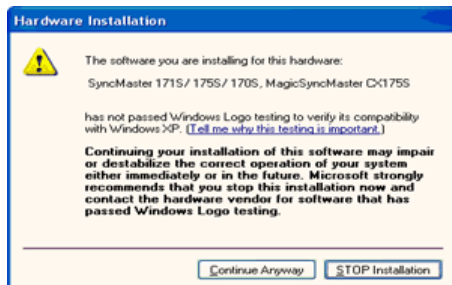 Hardware Installation
The software you are installing for this hardware:
SyncMaster 171S/ 175S/ 170S, MagicSyncMaster CX175S
has not passed Windows Logo testing to verify its compatibility
with Windows XP. (Tell me why this testing is important.)
Continuing your installation of this software may impair
or destabilize the correct operation of your system
either immediately or in the future. Microsoft strongly
recommends that you stop this installation now and
contact the hardware vendor for software that has
passed Windows Logo testing.
Continue Anyway
STOP Installation